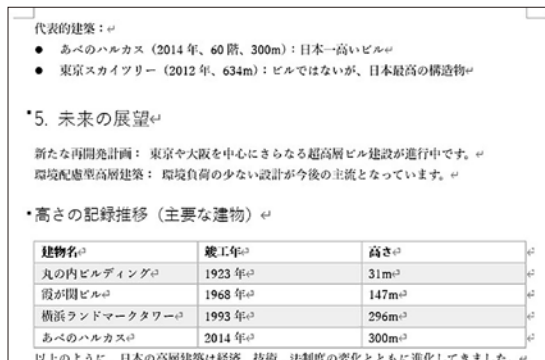 代表的建築：
● あべのハルカス（2014 年、60 階、300m）：日本一高いビル
● 東京スカイツリー（2012 年、634m）：ビルではないが、日本最高の構造物
5. 未来の展望
新たな再開発計画： 東京や大阪を中心にさらなる超高層ビル建設が進行中です。
環境配慮型高層建築： 環境負荷の少ない設計が今後の主流となっています。
高さの記録推移（主要な建物）
建物名 竣工年 高さ
丸の内ビルディング 1923 年 31m
霞が関ビル 1968 年 147m
横浜ランドマークタワー 1993 年 296m
あべのハルカス 2014 年 300m
以上のように、日本の高層建築は経済、技術、法制度の変化とともに進化してきました。